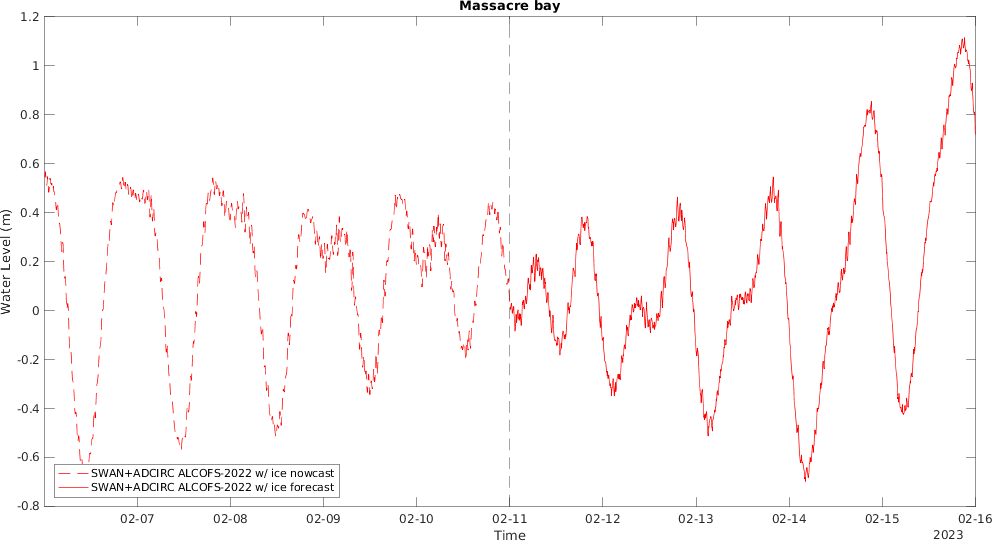 Massacre bay
1.2
1
0.8
0.6
0.4
0.2
0
-0.2
-0.4
-0.6
-0.8
Water Level (m)
SWAN+ADCIRC ALCOFS-2022 w/ ice nowcast
SWAN+ADCIRC ALCOFS-2022 w/ ice forecast
02-07 02-08 02-09 02-10 02-11 02-12 02-13 02-14 02-15 02-16
Time
2023